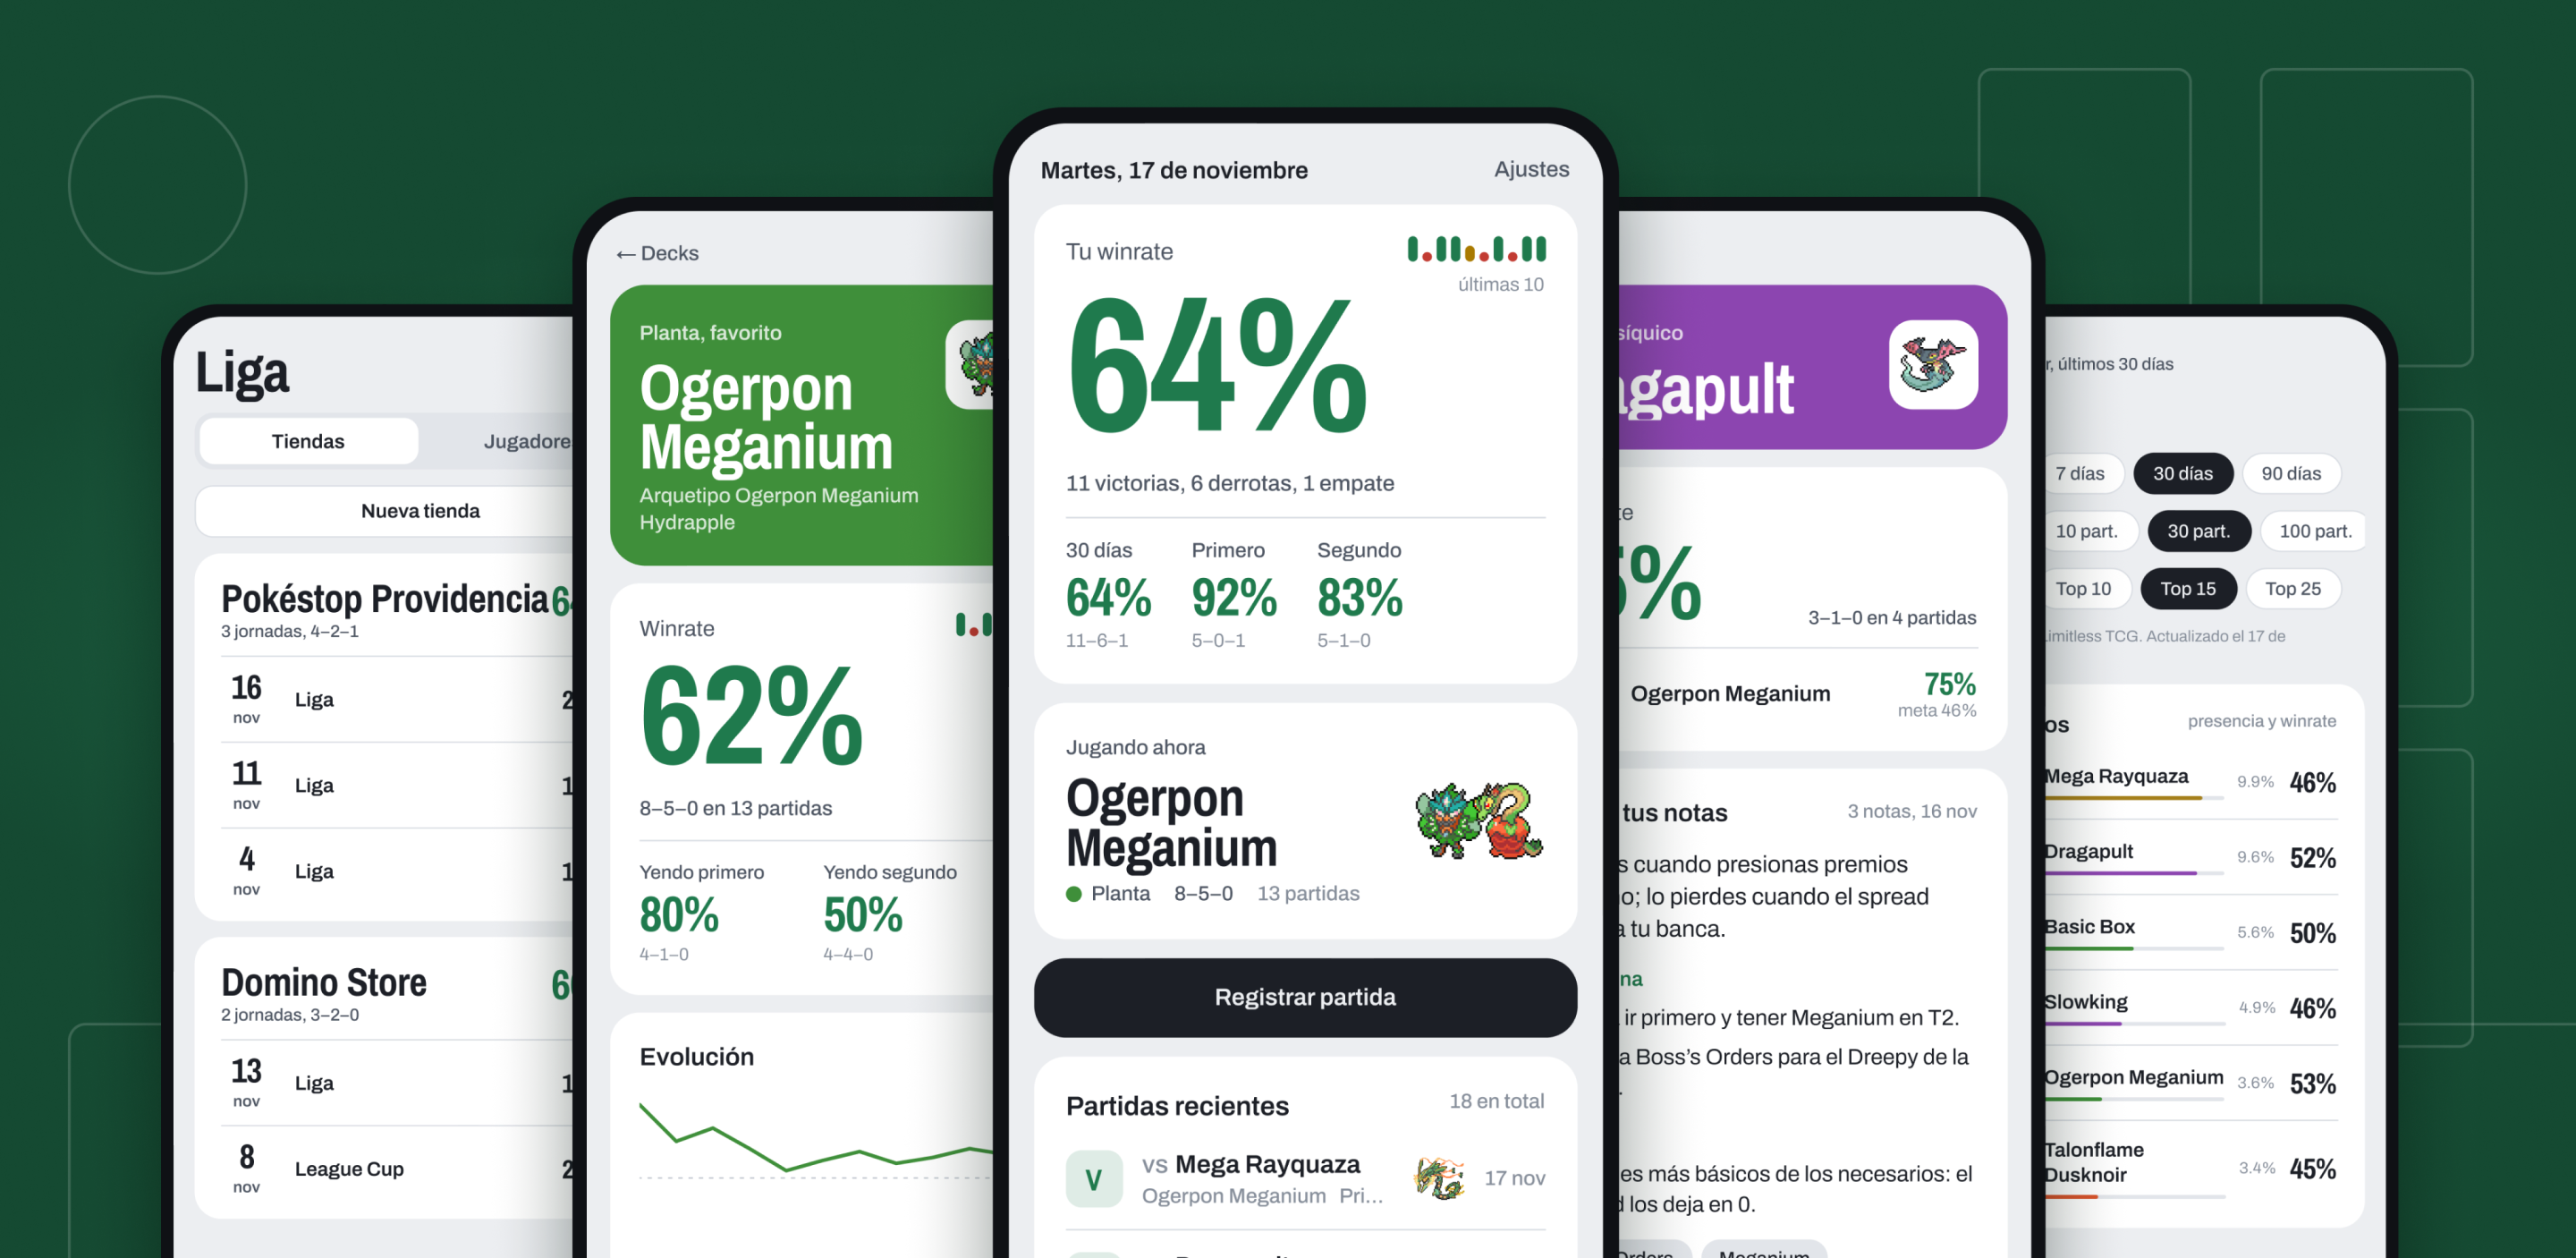 Liga
Tiendas
Nueva tienda
Pokéstop Providencia
3 jornadas, 4–2–1
16 nov Liga
11 nov Liga
4 nov Liga
Domino Store
2 jornadas, 3–2–0
13 nov Liga
8 nov League Cup
← Decks
Planta, favorito
Ogerpon
Meganium
Arquetipo Ogerpon Meganium
Hydrapple
Winrate
62%
8–5–0 en 13 partidas
Yendo primero Yendo segundo
80% 50%
4–1–0 4–4–0
Evolución
Martes, 17 de noviembre Ajustes
Tu winrate
últimas 10
64%
11 victorias, 6 derrotas, 1 empate
30 días Primero Segundo
64% 92% 83%
11–6–1 5–0–1 5–1–0
Jugando ahora
Ogerpon
Meganium
Planta 8–5–0 13 partidas
Registrar partida
Partidas recientes 18 en total
V vs Mega Rayquaza 17 nov
Ogerpon Meganium Pri...
3–1–0 en 4 partidas
Ogerpon Meganium 75%
meta 46%
tus notas 3 notas, 16 nov
cuando presionas premios
lo pierdes cuando el spread
tu banca.
ir primero y tener Meganium en T2.
Boss’s Orders para el Dreepy de la
más básicos de los necesarios: el
los deja en 0.
últimos 30 días
7 días 30 días 90 días
10 part. 30 part. 100 part.
Top 10 Top 15 Top 25
TCG. Actualizado el 17 de
presencia y winrate
Mega Rayquaza 9.9% 46%
Dragapult 9.6% 52%
Basic Box 5.6% 50%
Slowking 4.9% 46%
Ogerpon Meganium 3.6% 53%
Talonflame
Dusknoir 3.4% 45%